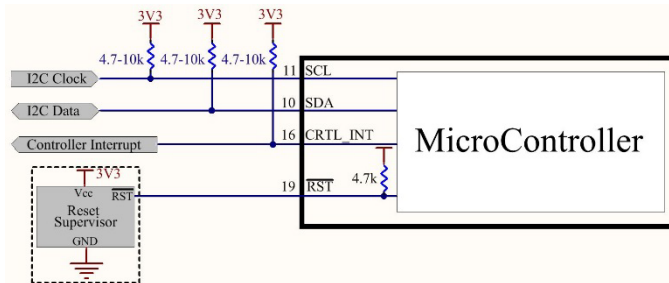 3V3 3V3 3V3
4.7-10k 4.7-10k 4.7-10k
I2C Clock 11 SCL
I2C Data 10 SDA
Controller Interrupt 16 CRTL_INT
MicroController
3V3
4.7k
Vcc RST 19 RST
Reset
Supervisor
GND